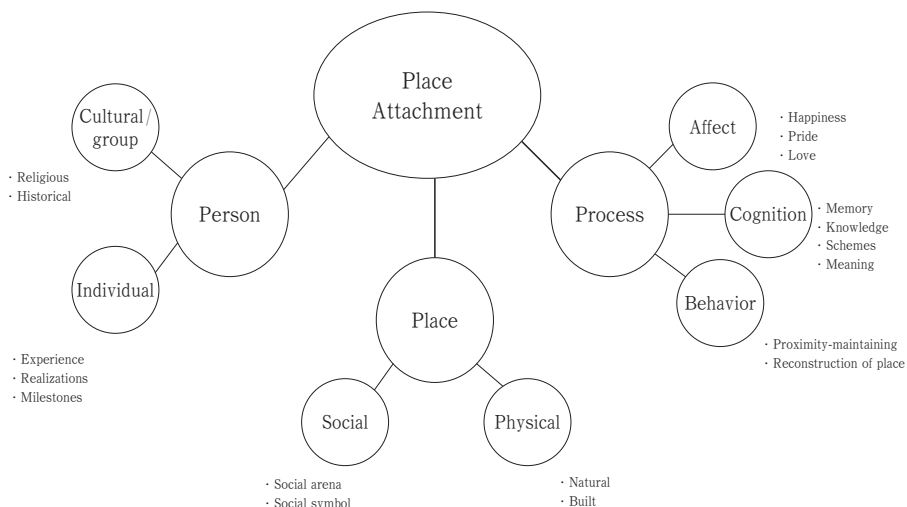 Place
Attachment
Cultural/
group
· Religious
· Historical
Person
Individual
· Experience
· Realizations
· Milestones
Place
Social
· Social arena
· Social symbol
Physical
· Natural
· Built
Process
Affect
· Happiness
· Pride
· Love
Cognition
· Memory
· Knowledge
· Schemes
· Meaning
Behavior
· Proximity-maintaining
· Reconstruction of place